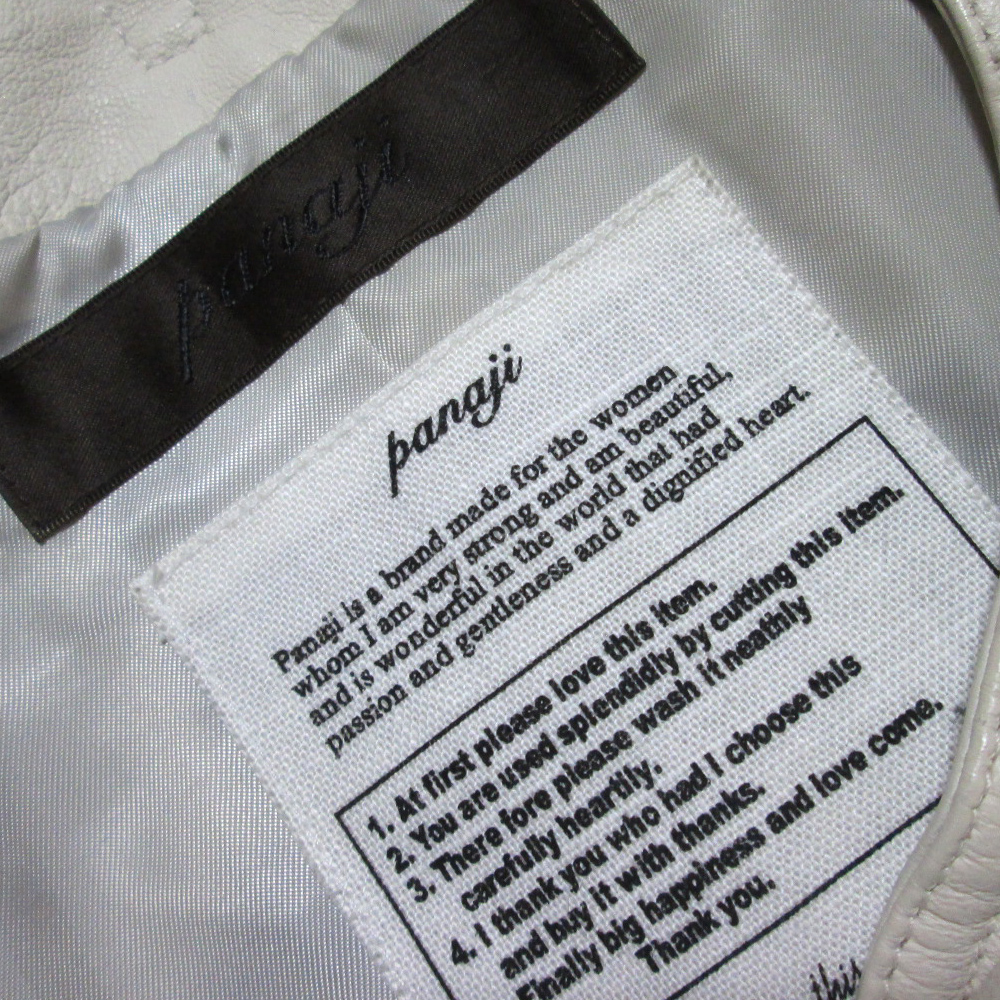 panaji
panaji
Panaji is a brand made for the women
whom I am very strong and am beautiful,
and is wonderful in the world that had
passion and gentleness and a dignified heart.
1. At first please love this item.
2. You are used splendidly by cutting this item.
3. There fore please wash it neathly
carefully heartily.
4. I thank you who had I choose this
and buy it with thanks.
Finally big happiness and love come.
Thank you.
this